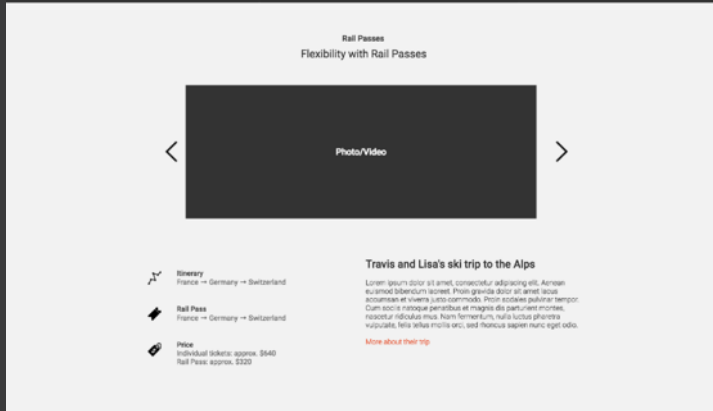 Rail Passes
Flexibility with Rail Passes
Photo/Video
Itinerary
France → Germany → Switzerland
Rail Pass
France → Germany → Switzerland
Price
Individual tickets: approx. $640
Rail Pass: approx. $320
Travis and Lisa's ski trip to the Alps
Lorem ipsum dolor sit amet, consectetur adipiscing elit. Aenean
euismod bibendum laoreet. Proin gravida dolor sit amet lacus
accumsan et viverra justo commodo. Proin sodales pulvinar tempor.
Cum sociis natoque penatibus et magnis dis parturient montes,
nascetur ridiculus mus. Nam fermentum, nulla luctus pharetra
vulputate, felis tellus mollis orci, sed rhoncus sapien nunc eget odio.
More about their trip